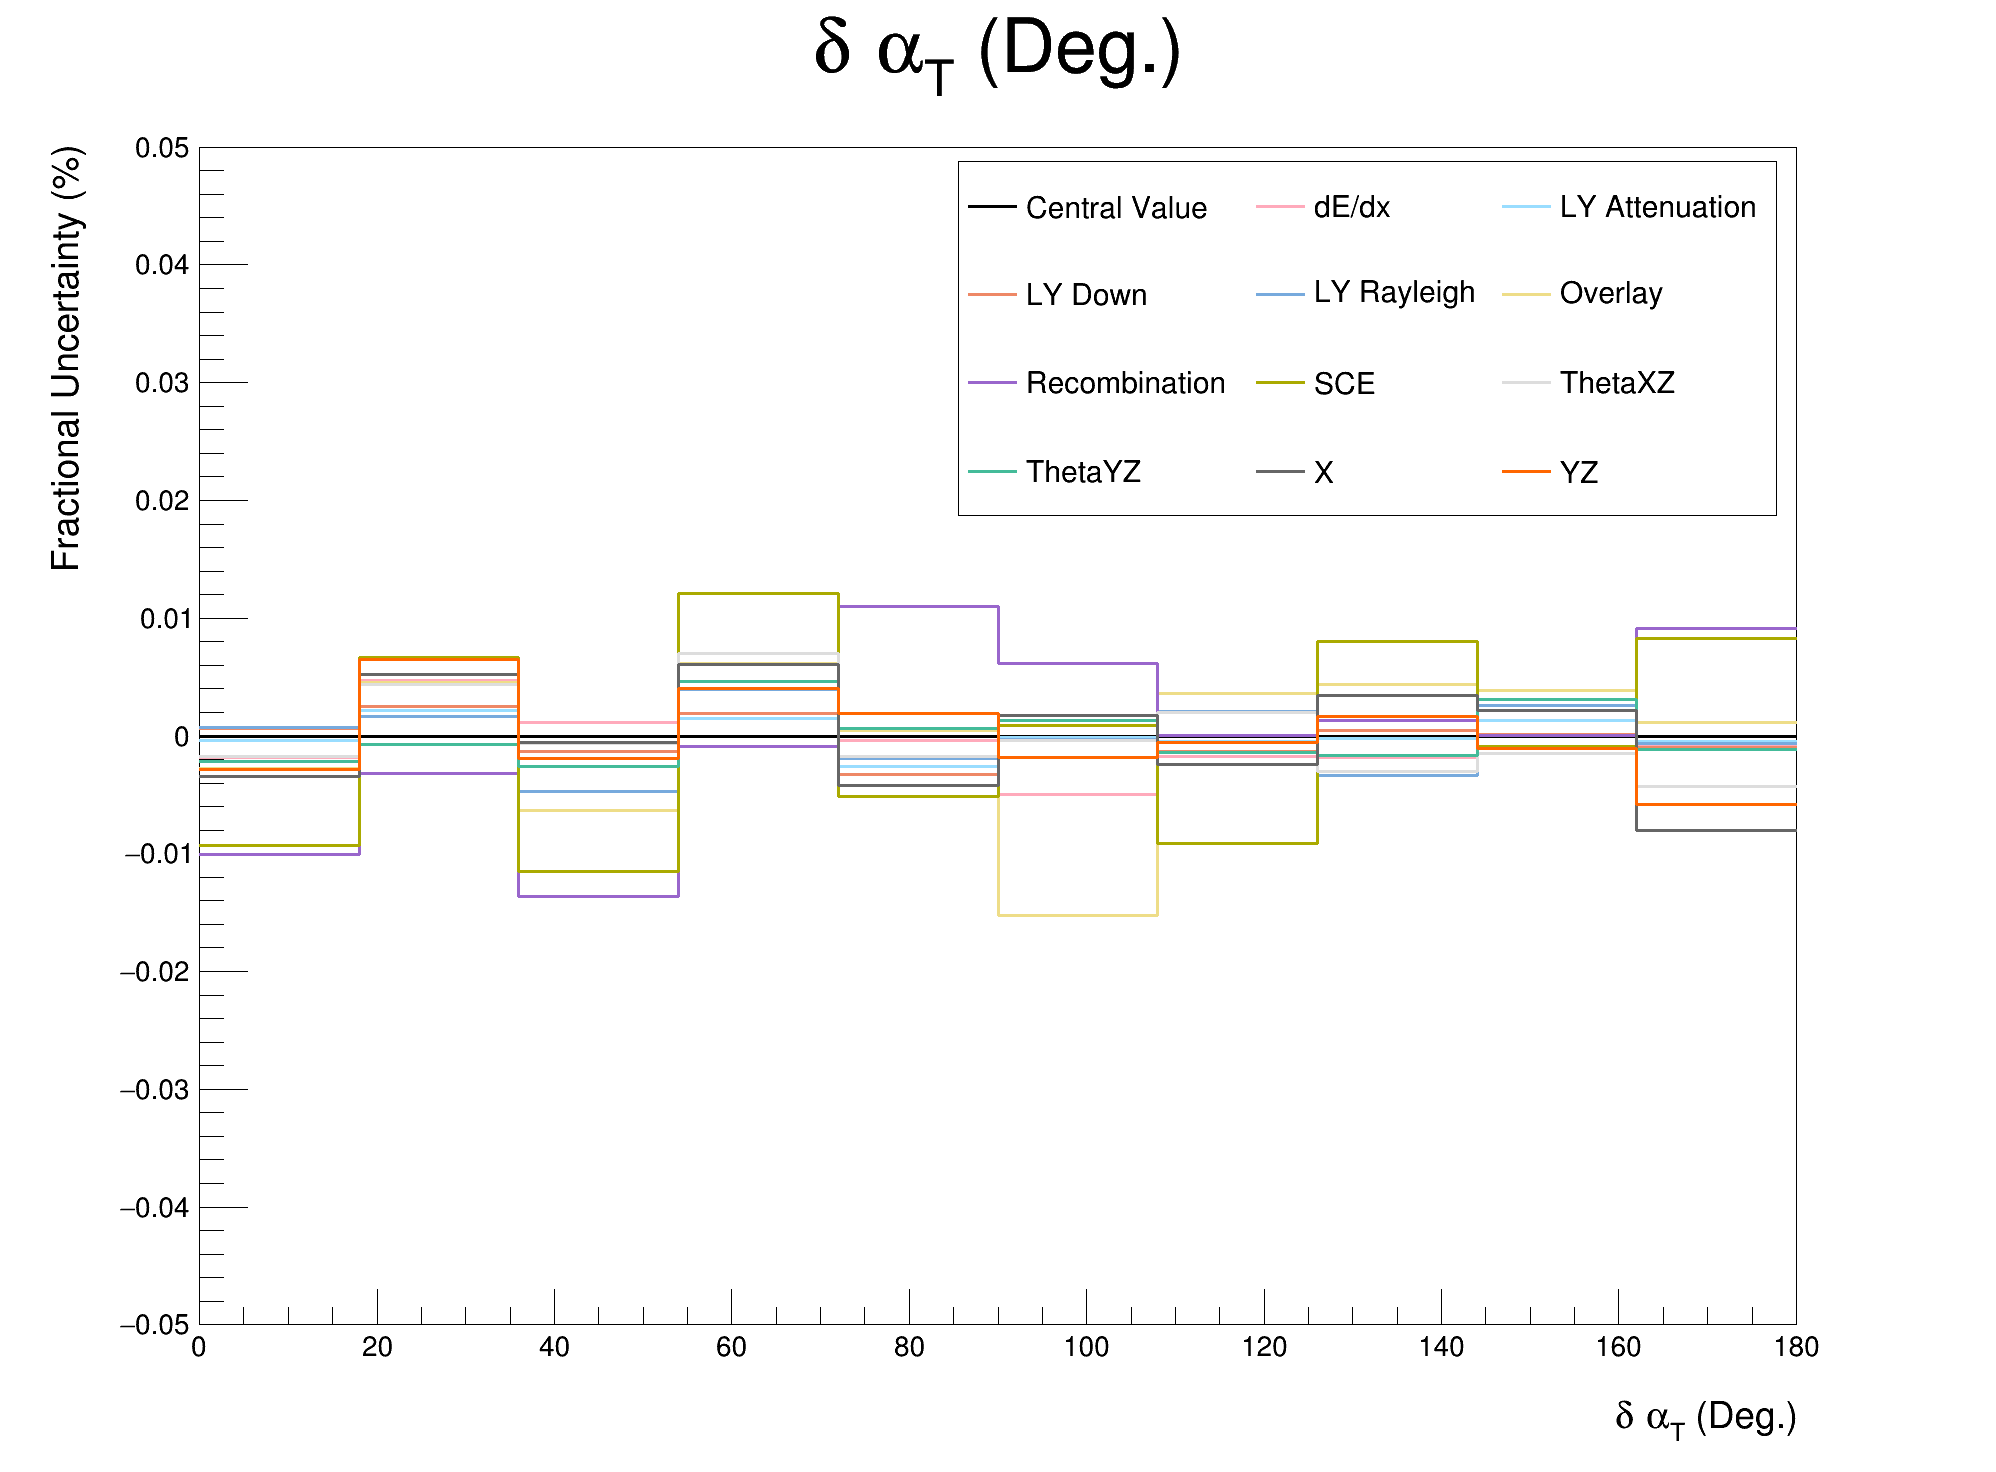 δ α_T (Deg.)
Fractional Uncertainty (%)
0.05
0.04
0.03
0.02
0.01
0
−0.01
−0.02
−0.03
−0.04
−0.05
Central Value dE/dx LY Attenuation
LY Down LY Rayleigh Overlay
Recombination SCE ThetaXZ
ThetaYZ X YZ
0 20 40 60 80 100 120 140 160 180
δ α_T (Deg.)